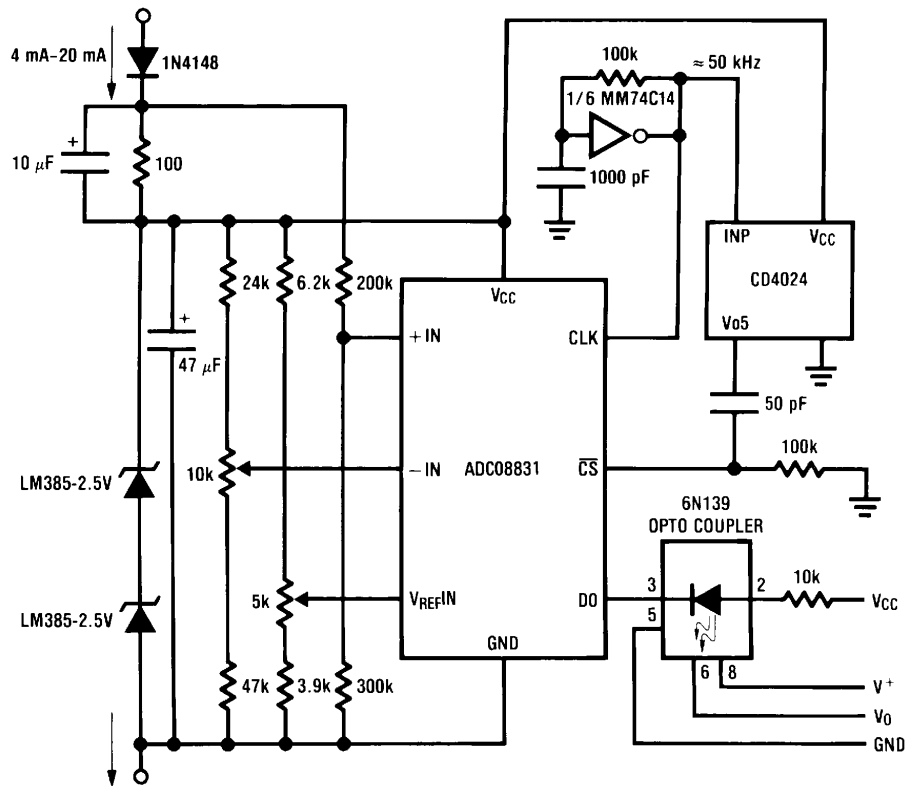 4 mA–20 mA
1N4148
100k
≈ 50 kHz
1/6 MM74C14
10 μF
+
100
1000 pF
INP
VCC
CD4024
Vo5
24k
6.2k
200k
VCC
+IN
CLK
+
47 μF
50 pF
100k
LM385-2.5V
10k
−IN
ADC08831
CS
6N139
OPTO COUPLER
LM385-2.5V
5k
VREFIN
DO
3
2
10k
VCC
5
GND
6
8
47k
3.9k
300k
V+
VO
GND